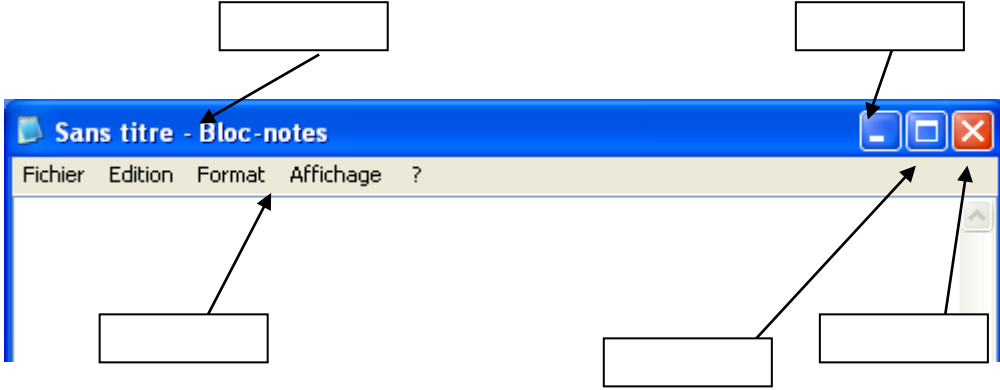 Sans titre - Bloc-notes
Fichier Edition Format Affichage ?